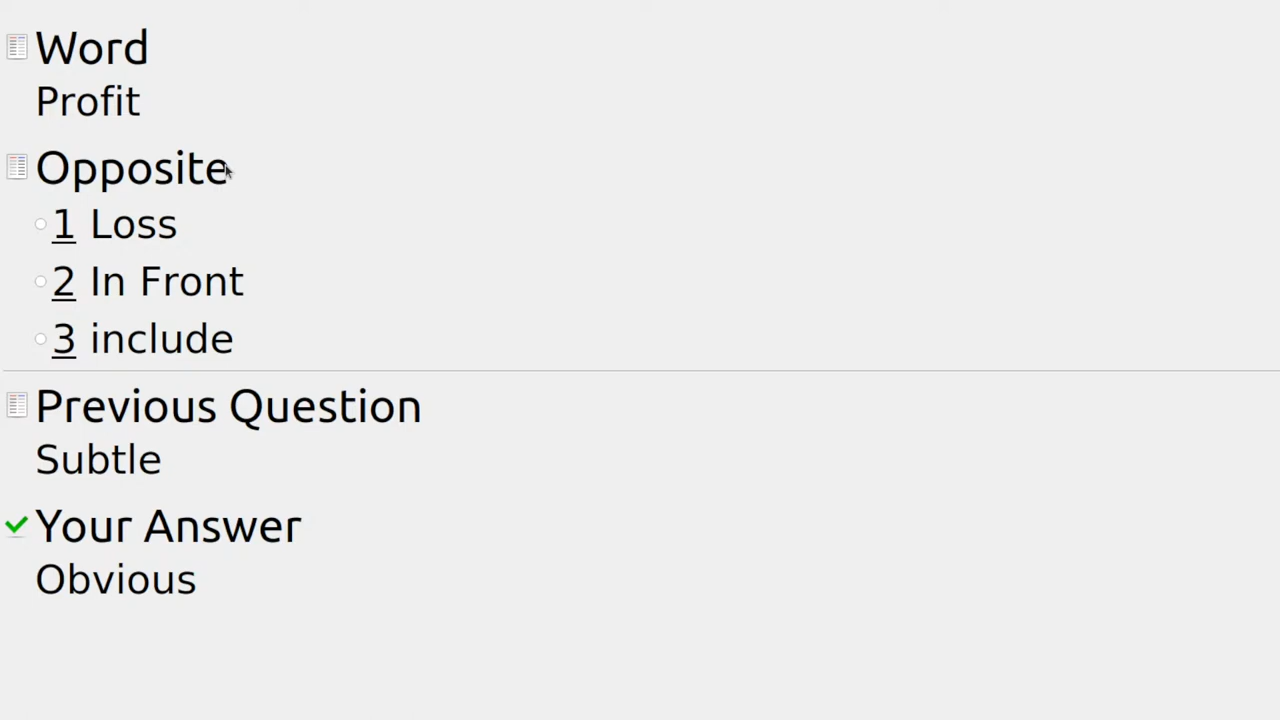 Word
Profit
Opposite
1 Loss
2 In Front
3 include
Previous Question
Subtle
Your Answer
Obvious